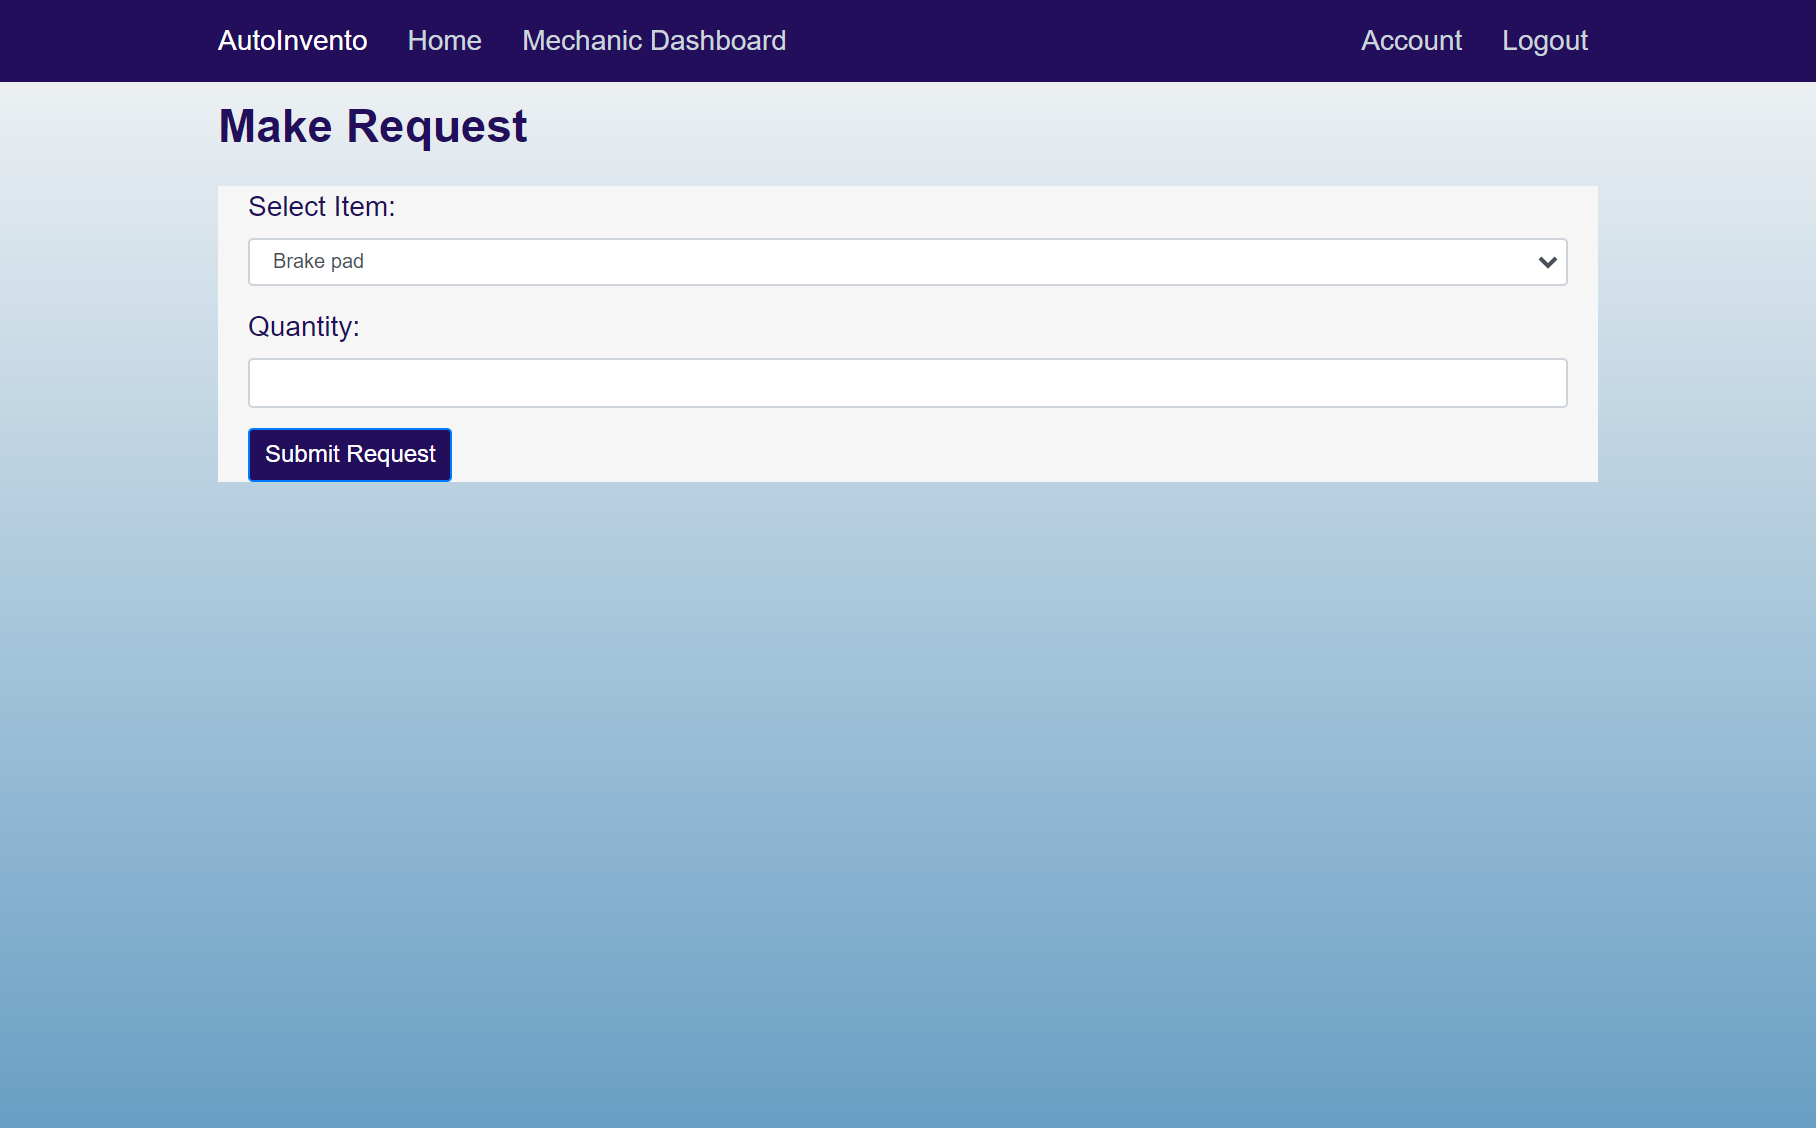 AutoInvento Home Mechanic Dashboard Account Logout
Make Request
Select Item:
Brake pad
Quantity:
Submit Request